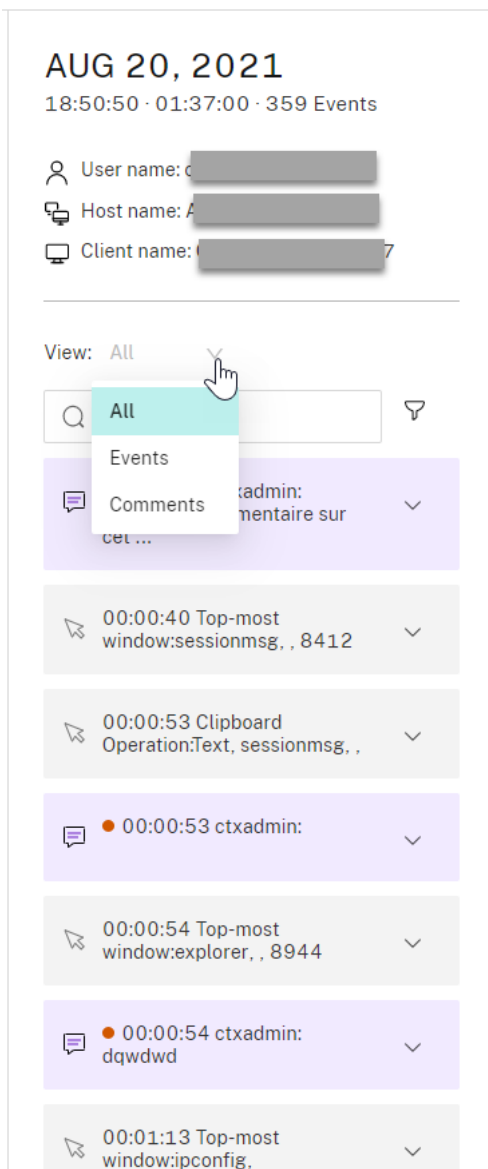 AUG 20, 2021
18:50:50 · 01:37:00 · 359 Events
User name:
Host name:
Client name: 7
View: All
All
Events
Comments
cet ...
00:00:40 Top-most
window:sessionmsg, , 8412
00:00:53 Clipboard
Operation:Text, sessionmsg, ,
00:00:53 ctxadmin:
00:00:54 Top-most
window:explorer, , 8944
00:00:54 ctxadmin:
dqwdwd
00:01:13 Top-most
window:ipconfig,